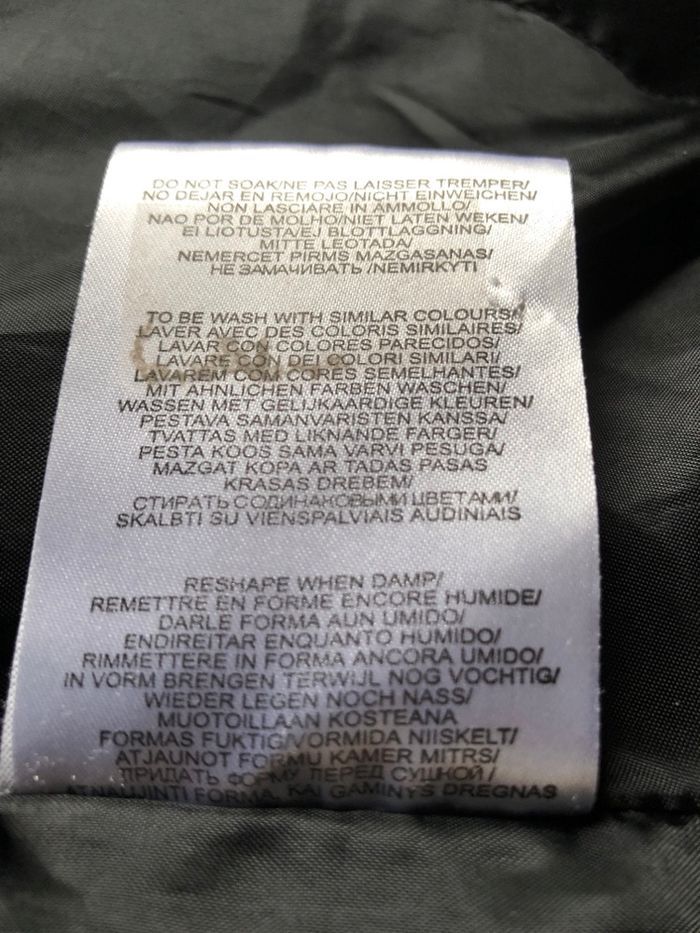 DO NOT SOAK/NE PAS LAISSER TREMPER/
NO DEJAR EN REMOJO/NICHT EINWEICHEN/
NON LASCIARE IN AMMOLLO/
NAO POR DE MOLHO/NIET LATEN WEKEN/
EI LIOTUSTA/EJ BLOTTLAGGNING/
MITTE LEOTADA/
NEMERCET PIRMS MAZGASANAS/
НЕ ЗАМАЧИВАТЬ /NEMIRKYTI
TO BE WASH WITH SIMILAR COLOURS/
LAVER AVEC DES COLORIS SIMILAIRES/
LAVAR CON COLORES PARECIDOS/
LAVARE CON DEI COLORI SIMILARI/
LAVAREM COM CORES SEMELHANTES/
MIT AHNLICHEN FARBEN WASCHEN/
WASSEN MET GELIJKAARDIGE KLEUREN/
PESTAVA SAMANVARISTEN KANSSA/
TVATTAS MED LIKNANDE FARGER/
PESTA KOOS SAMA VARVI PESUGA/
MAZGAT KOPA AR TADAS PASAS
KRASAS DREBEM/
СТИРАТЬ С ОДИНАКОВЫМИ ЦВЕТАМИ/
SKALBTI SU VIENSPALVIAIS AUDINIAIS
RESHAPE WHEN DAMP/
REMETTRE EN FORME ENCORE HUMIDE/
DARLE FORMA AUN UMIDO/
ENDIREITAR ENQUANTO HUMIDO/
RIMMETTERE IN FORMA ANCORA UMIDO/
IN VORM BRENGEN TERWIJL NOG VOCHTIG/
WIEDER LEGEN NOCH NASS/
MUOTOILLAAN KOSTEANA
FORMAS FUKTIG/VORMIDA NIISKELT/
ATJAUNOT FORMU KAMER MITRS/
ПРИДАТЬ ФОРМУ ПЕРЕД СУШКОЙ /
ATNAUJINTI FORMA, KAI GAMINYS DREGNAS